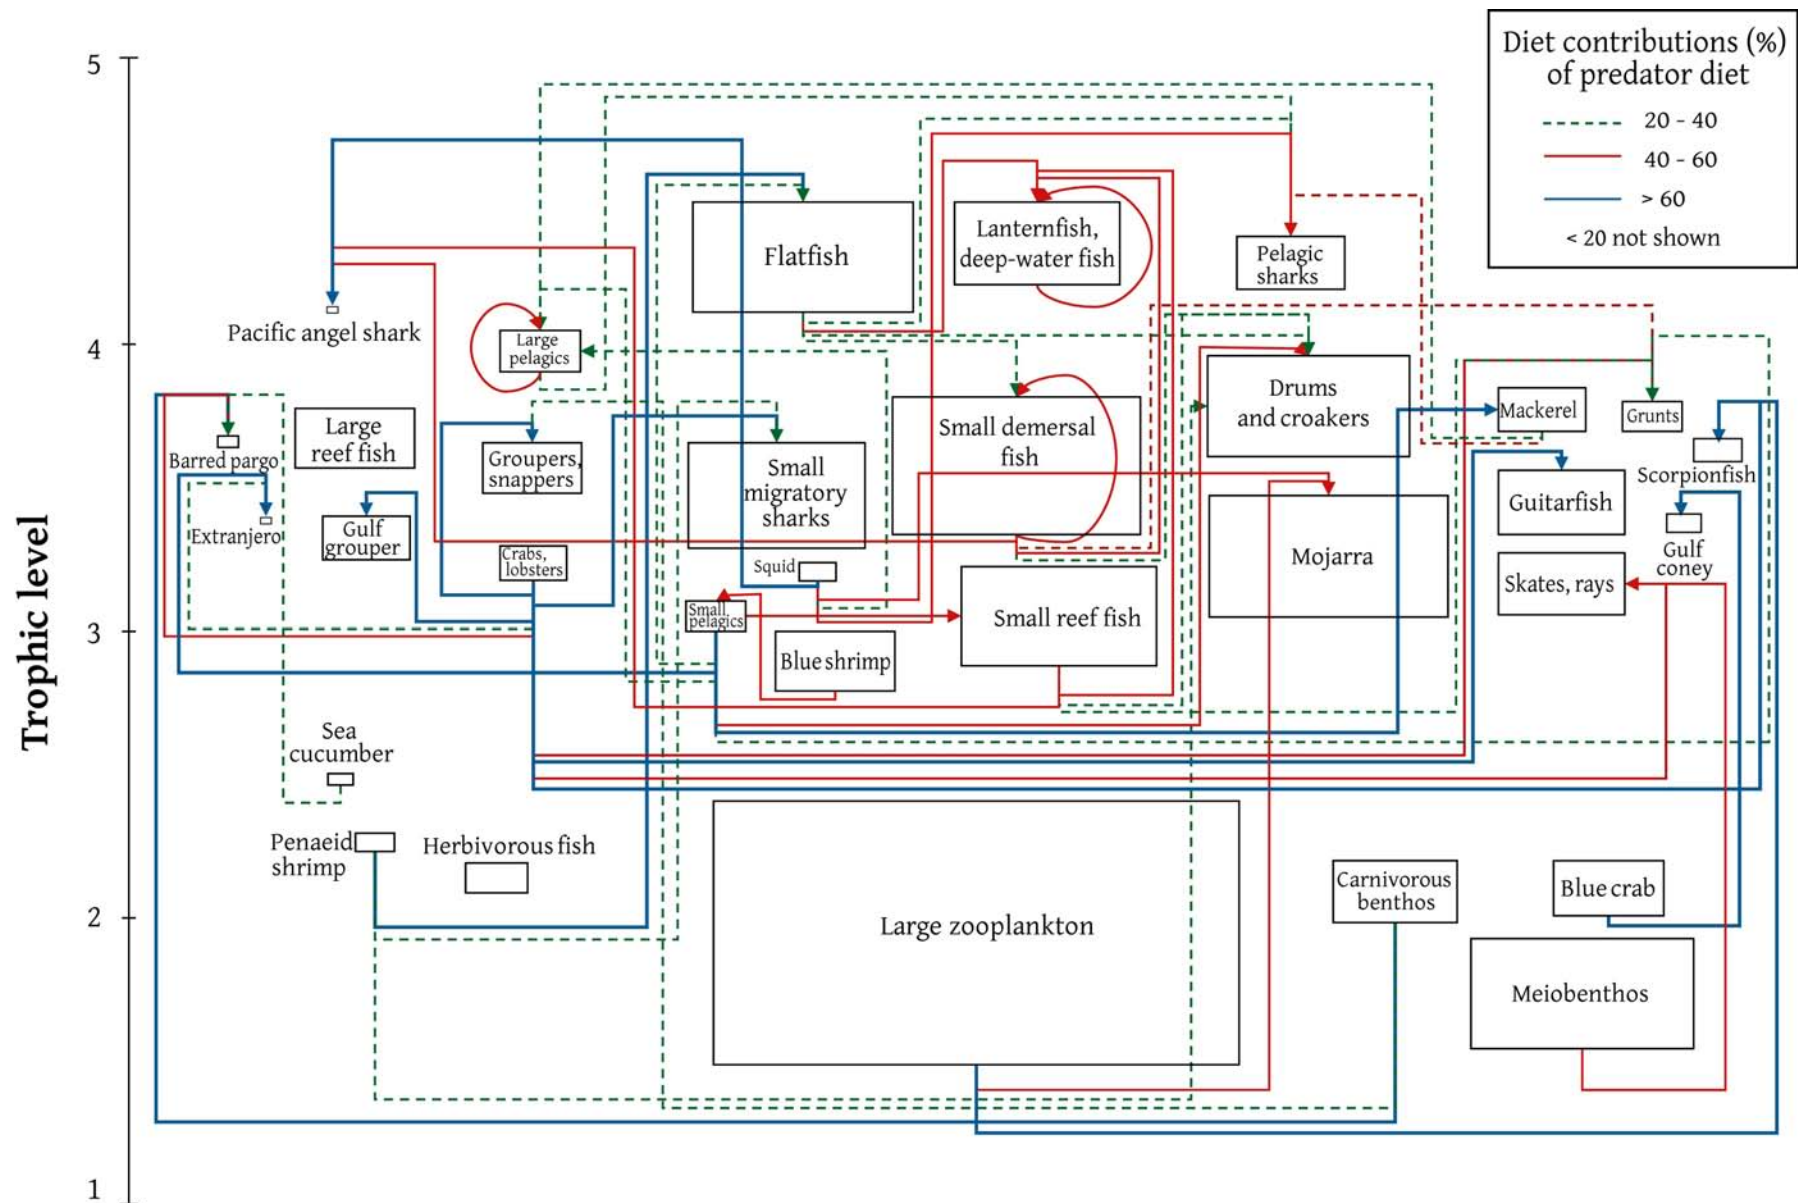 Diet contributions (%)
of predator diet
20 - 40
40 - 60
> 60
< 20 not shown
Trophic level
5
4
3
2
1
Flatfish
Lanternfish,
deep-water fish
Pelagic
sharks
Pacific angel shark
Large
pelagics
Large
reef fish
Barred pargo
Extranjero
Gulf
grouper
Groupers,
snappers
Crabs,
lobsters
Small
migratory
sharks
Squid
Small
pelagics
Blue shrimp
Small demersal
fish
Small reef fish
Drums
and croakers
Mojarra
Mackerel
Grunts
Scorpionfish
Guitarfish
Gulf
coney
Skates, rays
Sea
cucumber
Penaeid
shrimp
Herbivorous fish
Large zooplankton
Carnivorous
benthos
Blue crab
Meiobenthos